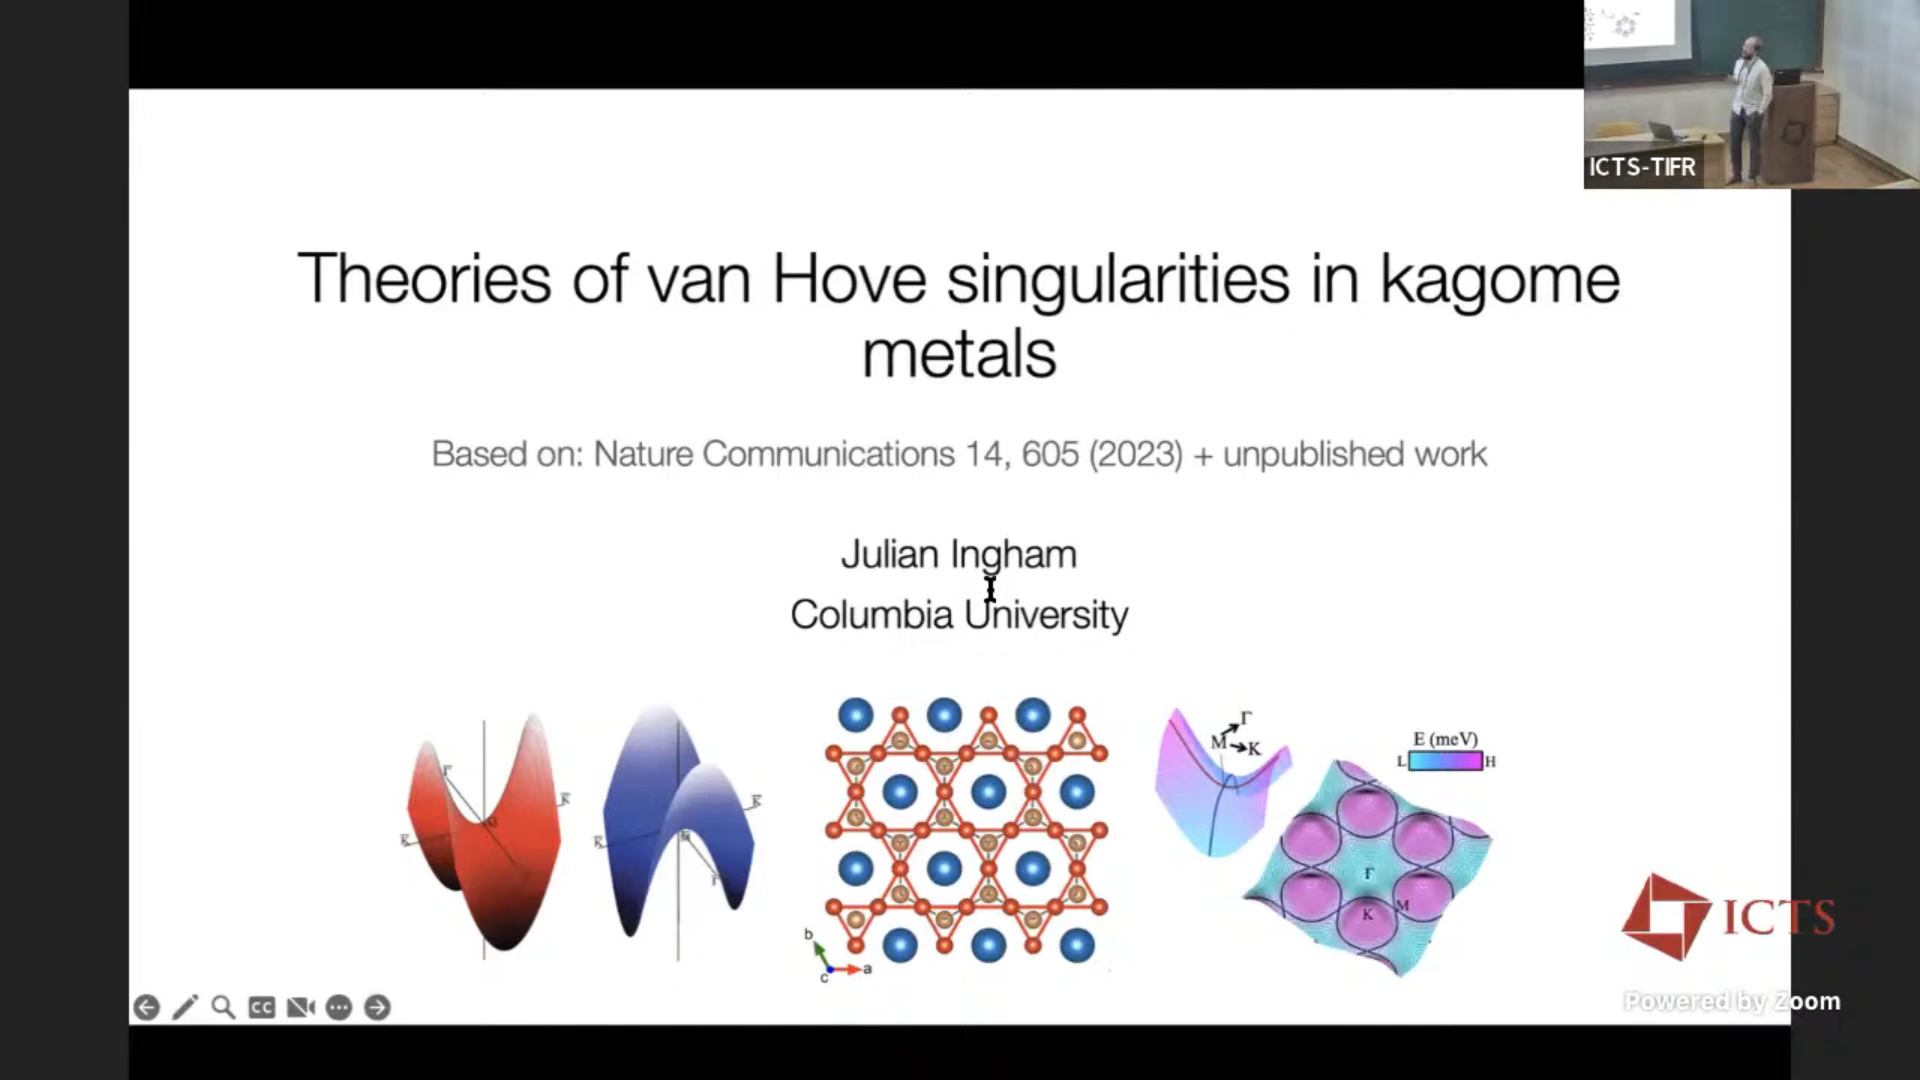 ICTS-TIFR
Theories of van Hove singularities in kagome
metals
Based on: Nature Communications 14, 605 (2023) + unpublished work
Julian Ingham
Columbia University
Γ
M
K
E (meV)
L
H
K̅
K̅
K̅
K̅
Γ
K
M
b
a
c
CC
ICTS
Powered by Zoom